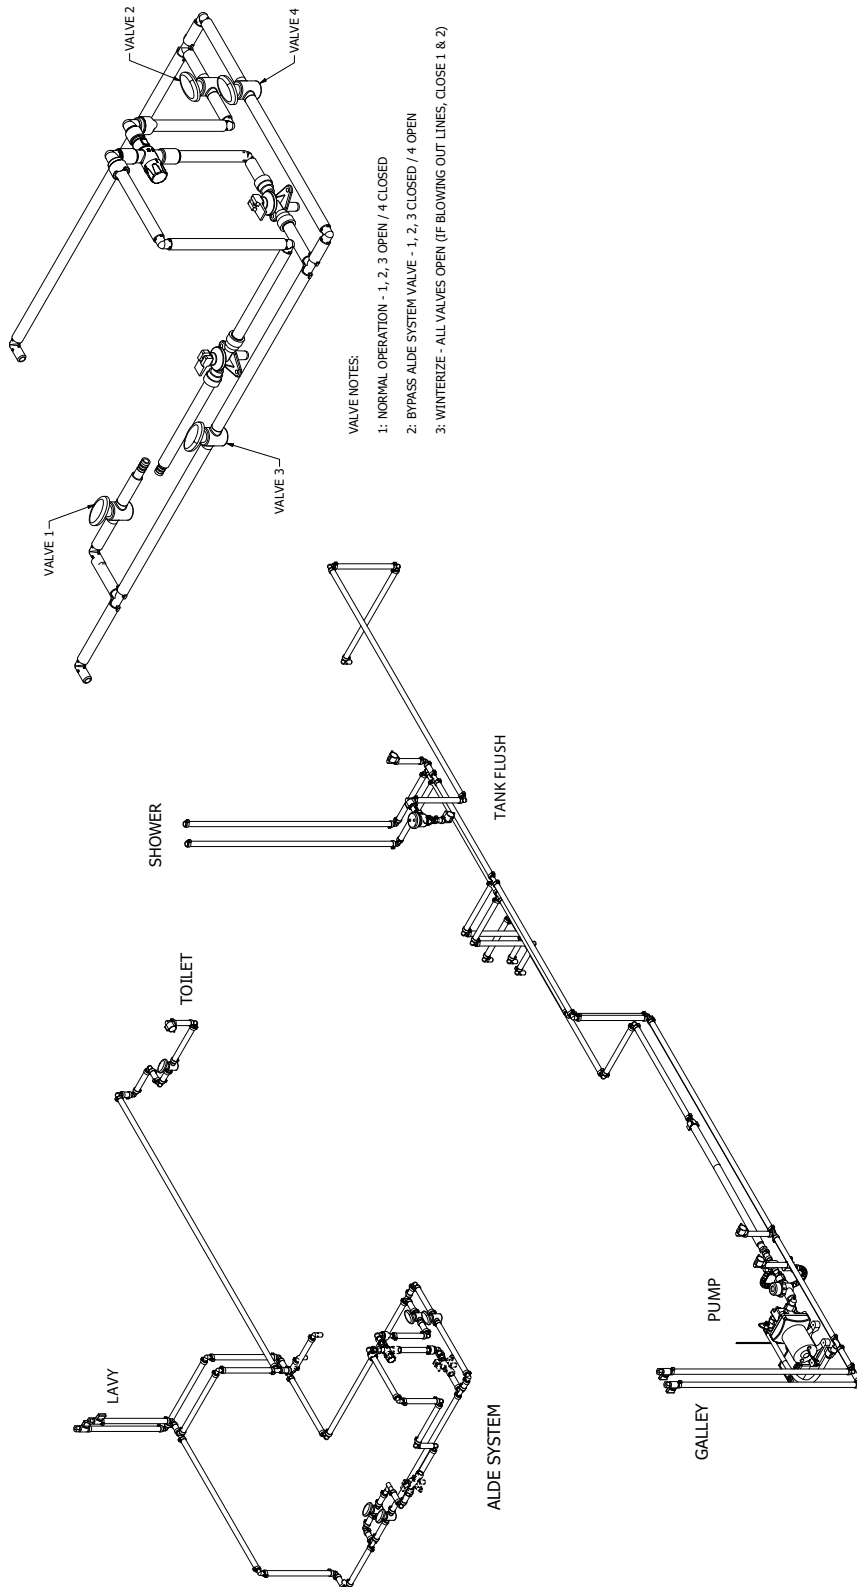 VALVE 2
VALVE 4
VALVE 1
VALVE 3
VALVE NOTES:
1: NORMAL OPERATION - 1, 2, 3 OPEN / 4 CLOSED
2: BYPASS ALDE SYSTEM VALVE - 1, 2, 3 CLOSED / 4 OPEN
3: WINTERIZE - ALL VALVES OPEN (IF BLOWING OUT LINES, CLOSE 1 & 2)
LAVY
TOILET
SHOWER
ALDE SYSTEM
TANK FLUSH
GALLEY
PUMP